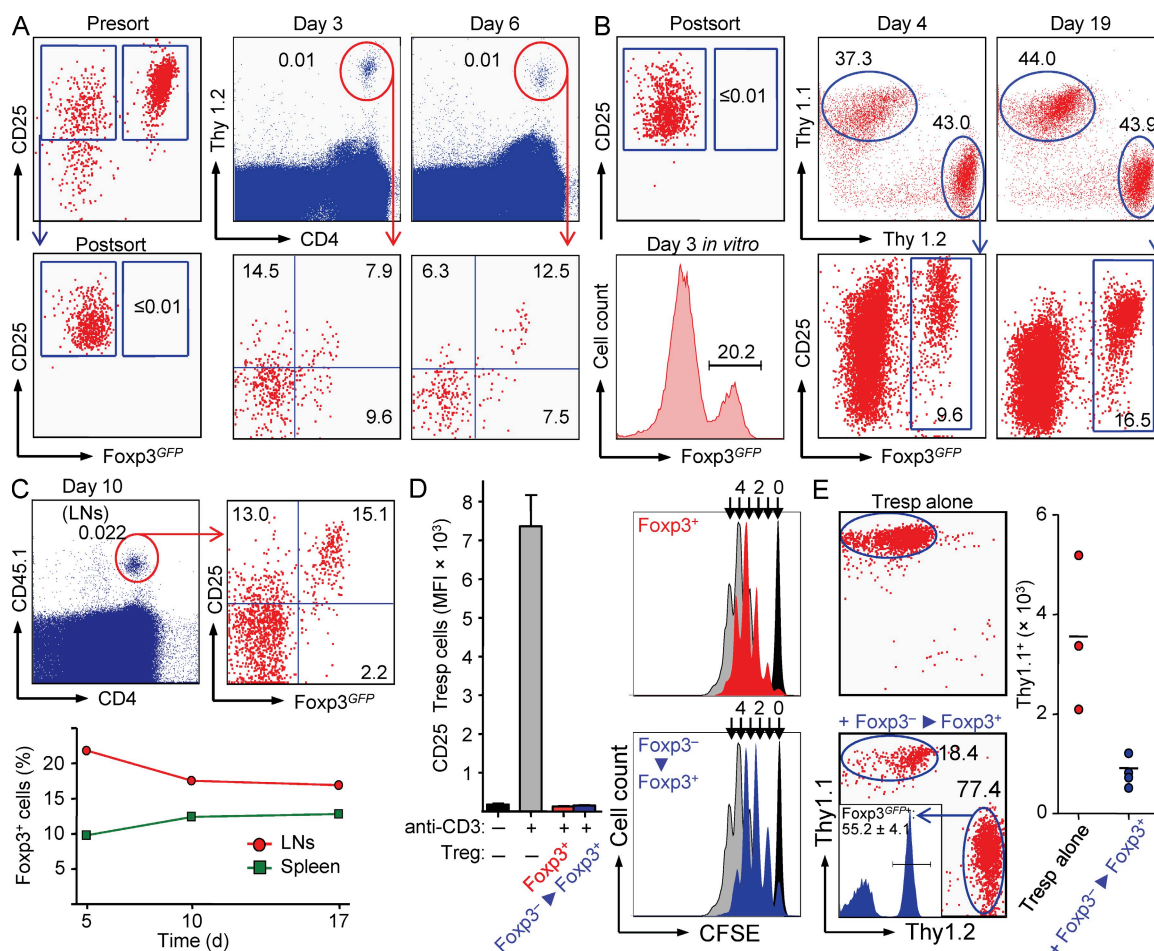 A
Presort
Day 3
Day 6
0.01
0.01
CD25
Thy 1.2
CD4
Postsort
≤0.01
CD25
Foxp3GFP
14.5
7.9
9.6
6.3
12.5
7.5
B
Postsort
Day 4
Day 19
CD25
≤0.01
Thy 1.1
37.3
43.0
44.0
43.9
Thy 1.2
Day 3 in vitro
Cell count
20.2
Foxp3GFP
CD25
9.6
16.5
Foxp3GFP
C
Day 10
(LNs)
0.022
CD45.1
CD4
13.0
15.1
2.2
CD25
Foxp3GFP
Foxp3+ cells (%)
20
15
10
5
LNs
Spleen
5
10
17
Time (d)
D
CD25 Tresp cells (MFI × 10³)
8
7
6
5
4
3
2
1
0
anti-CD3:
–
+
+
+
Treg:
–
–
Foxp3+
Foxp3– ▶ Foxp3+
4 2 0
Foxp3+
4 2 0
Foxp3–
▼
Foxp3+
Cell count
CFSE
E
Tresp alone
+ Foxp3– ▶ Foxp3+
18.4
77.4
Foxp3GFP:
55.2 ± 4.1
Thy1.1
Thy1.2
Thy1.1+ (× 10³)
6
4
2
0
Tresp alone
+ Foxp3– ▶ Foxp3+